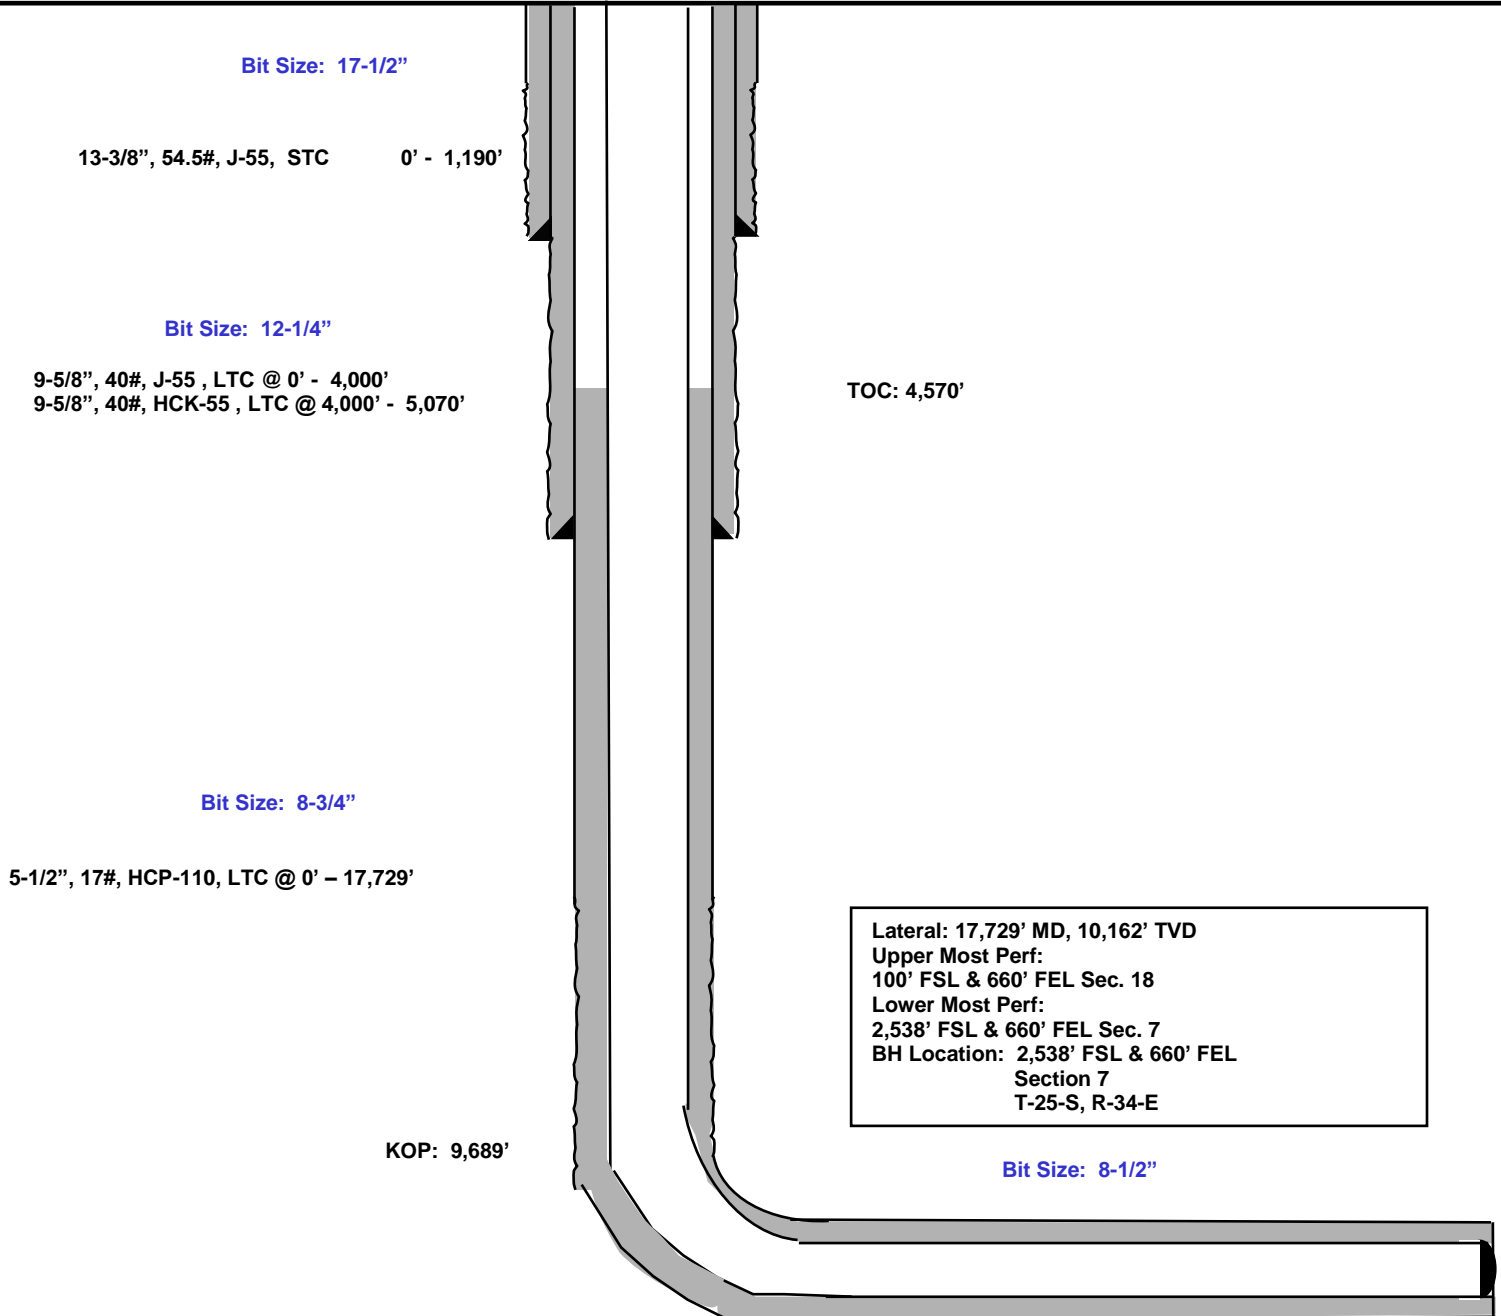 Bit Size: 17-1/2”
13-3/8”, 54.5#, J-55, STC 0’ - 1,190’
Bit Size: 12-1/4”
9-5/8”, 40#, J-55 , LTC @ 0’ - 4,000’
9-5/8”, 40#, HCK-55 , LTC @ 4,000’ - 5,070’
TOC: 4,570’
Bit Size: 8-3/4”
5-1/2”, 17#, HCP-110, LTC @ 0’ – 17,729’
Lateral: 17,729’ MD, 10,162’ TVD
Upper Most Perf:
100’ FSL & 660’ FEL Sec. 18
Lower Most Perf:
2,538’ FSL & 660’ FEL Sec. 7
BH Location: 2,538’ FSL & 660’ FEL
Section 7
T-25-S, R-34-E
KOP: 9,689’
Bit Size: 8-1/2”